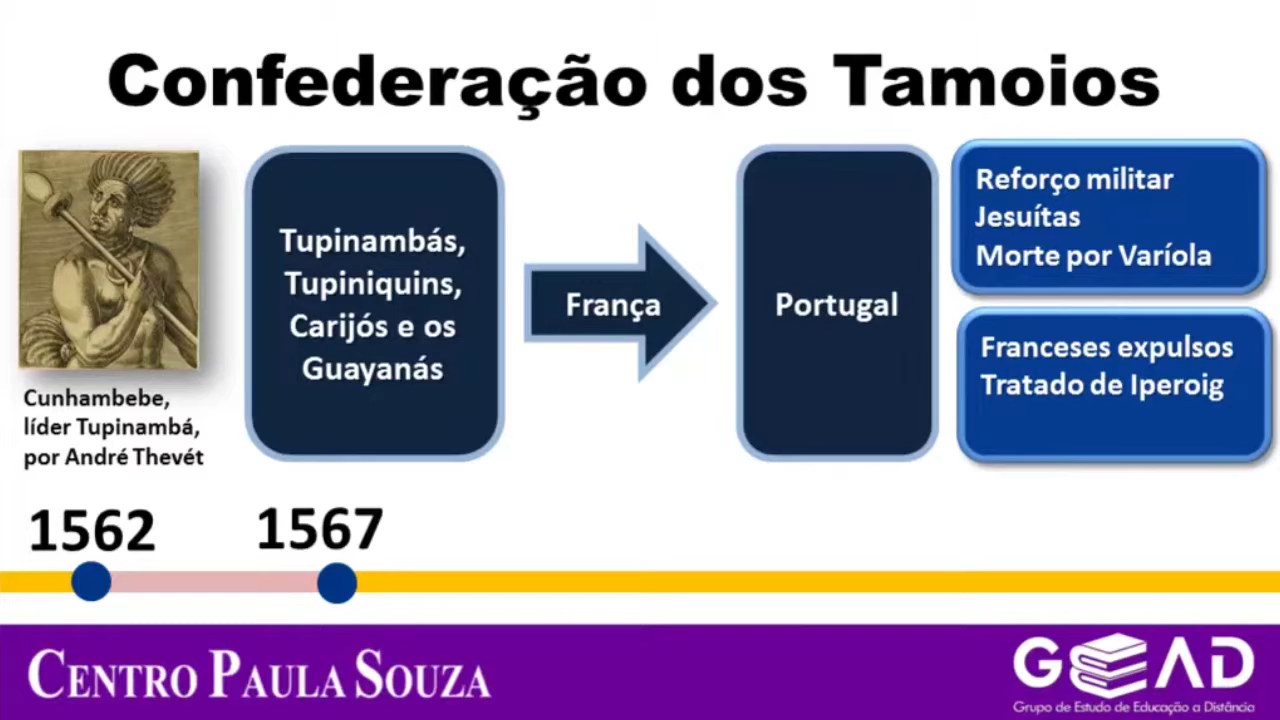 Confederação dos Tamoios
Cunhambebe,
líder Tupinambá,
por André Thevét
Tupinambás,
Tupiniquins,
Carijós e os
Guayanás
França
Portugal
Reforço militar
Jesuítas
Morte por Varíola
Franceses expulsos
Tratado de Iperoig
1562
1567
CENTRO PAULA SOUZA
GEAD
Grupo de Estudo de Educação a Distância